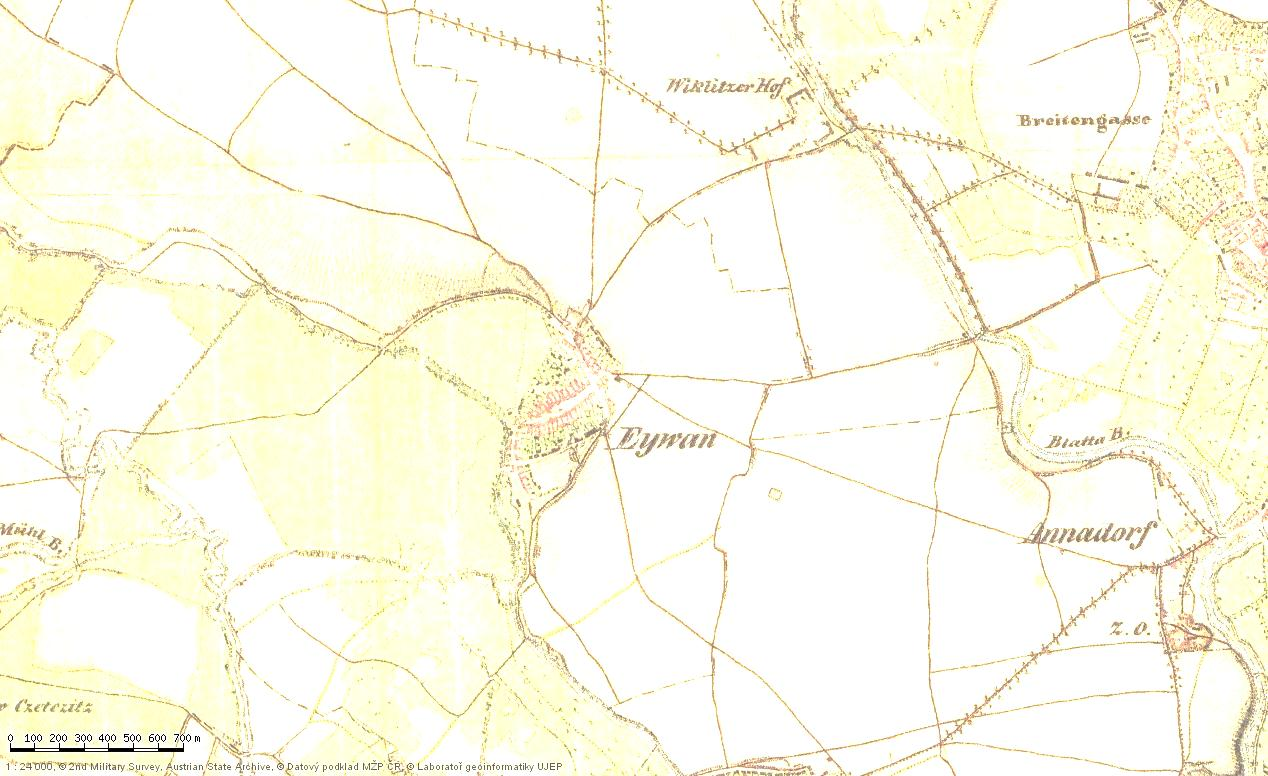 Wiklitzer Hof
Breitengasse
Eywan
Blatta B.
Annadorf
Mühl B.
Z.O.
Czetczitz
0 100 200 300 400 500 600 700 m
1 : 24 000, © 2nd Military Survey, Austrian State Archive, © Datový podklad MŽP ČR, © Laboratoř geoinformatiky UJEP